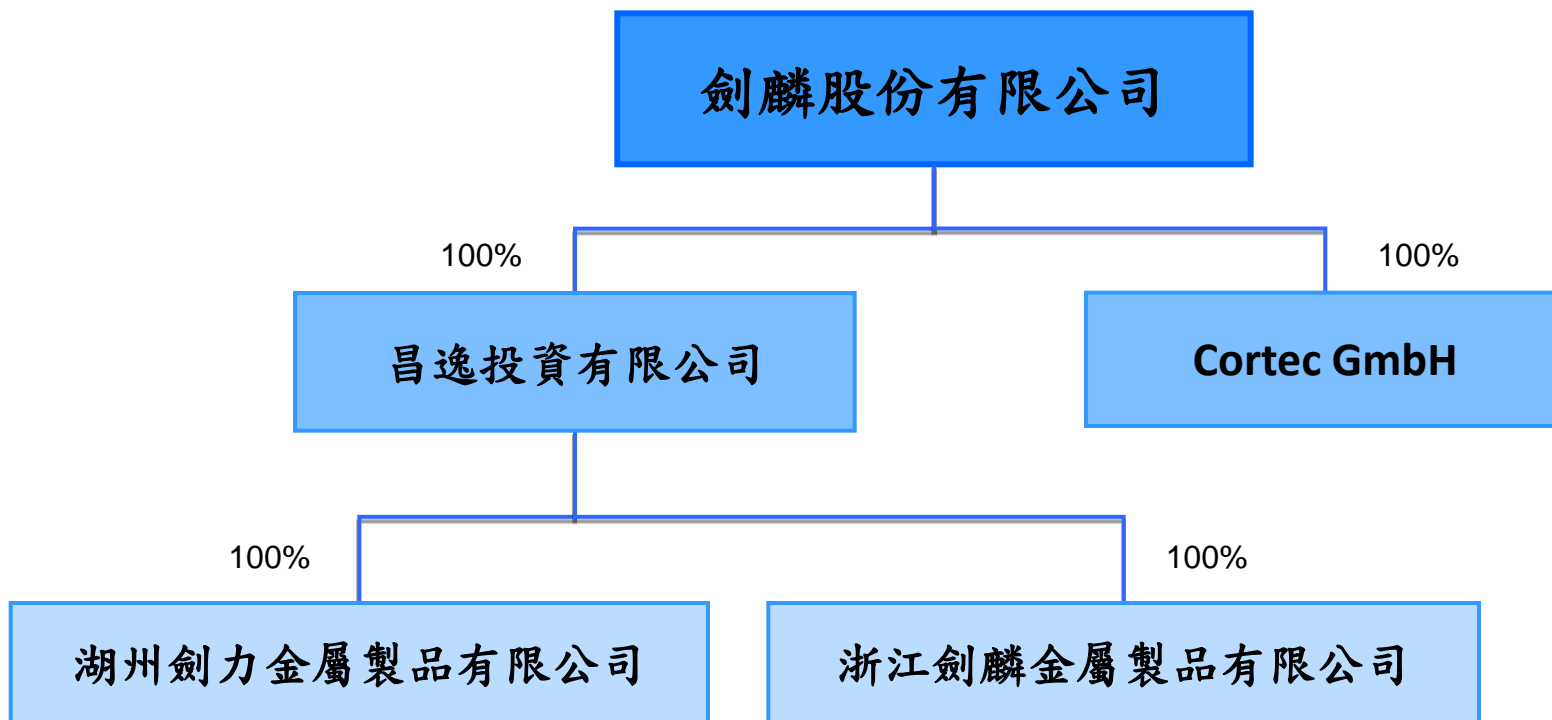 劍麟股份有限公司
100%
100%
昌逸投資有限公司
Cortec GmbH
100%
100%
湖州劍力金屬製品有限公司
浙江劍麟金屬製品有限公司